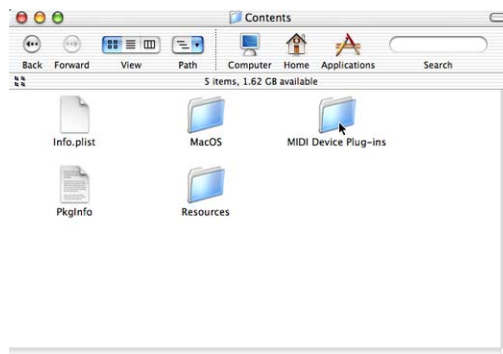 Contents
Back Forward View Path Computer Home Applications Search
5 items, 1.62 GB available
Info.plist MacOS MIDI Device Plug-ins
PkgInfo Resources